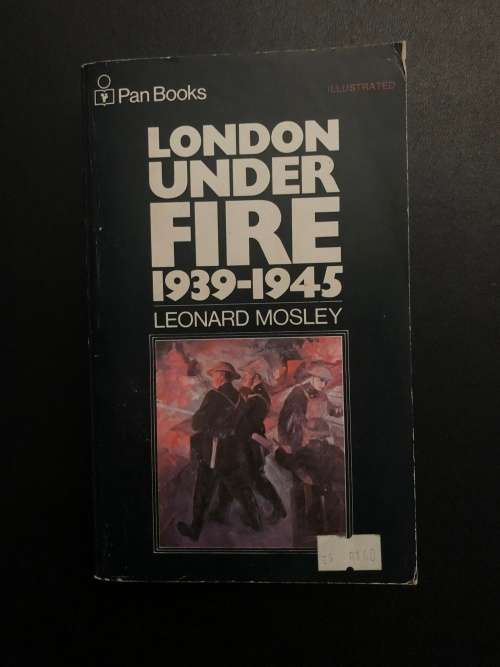 Pan Books
ILLUSTRATED
LONDON
UNDER
FIRE
1939-1945
LEONARD MOSLEY